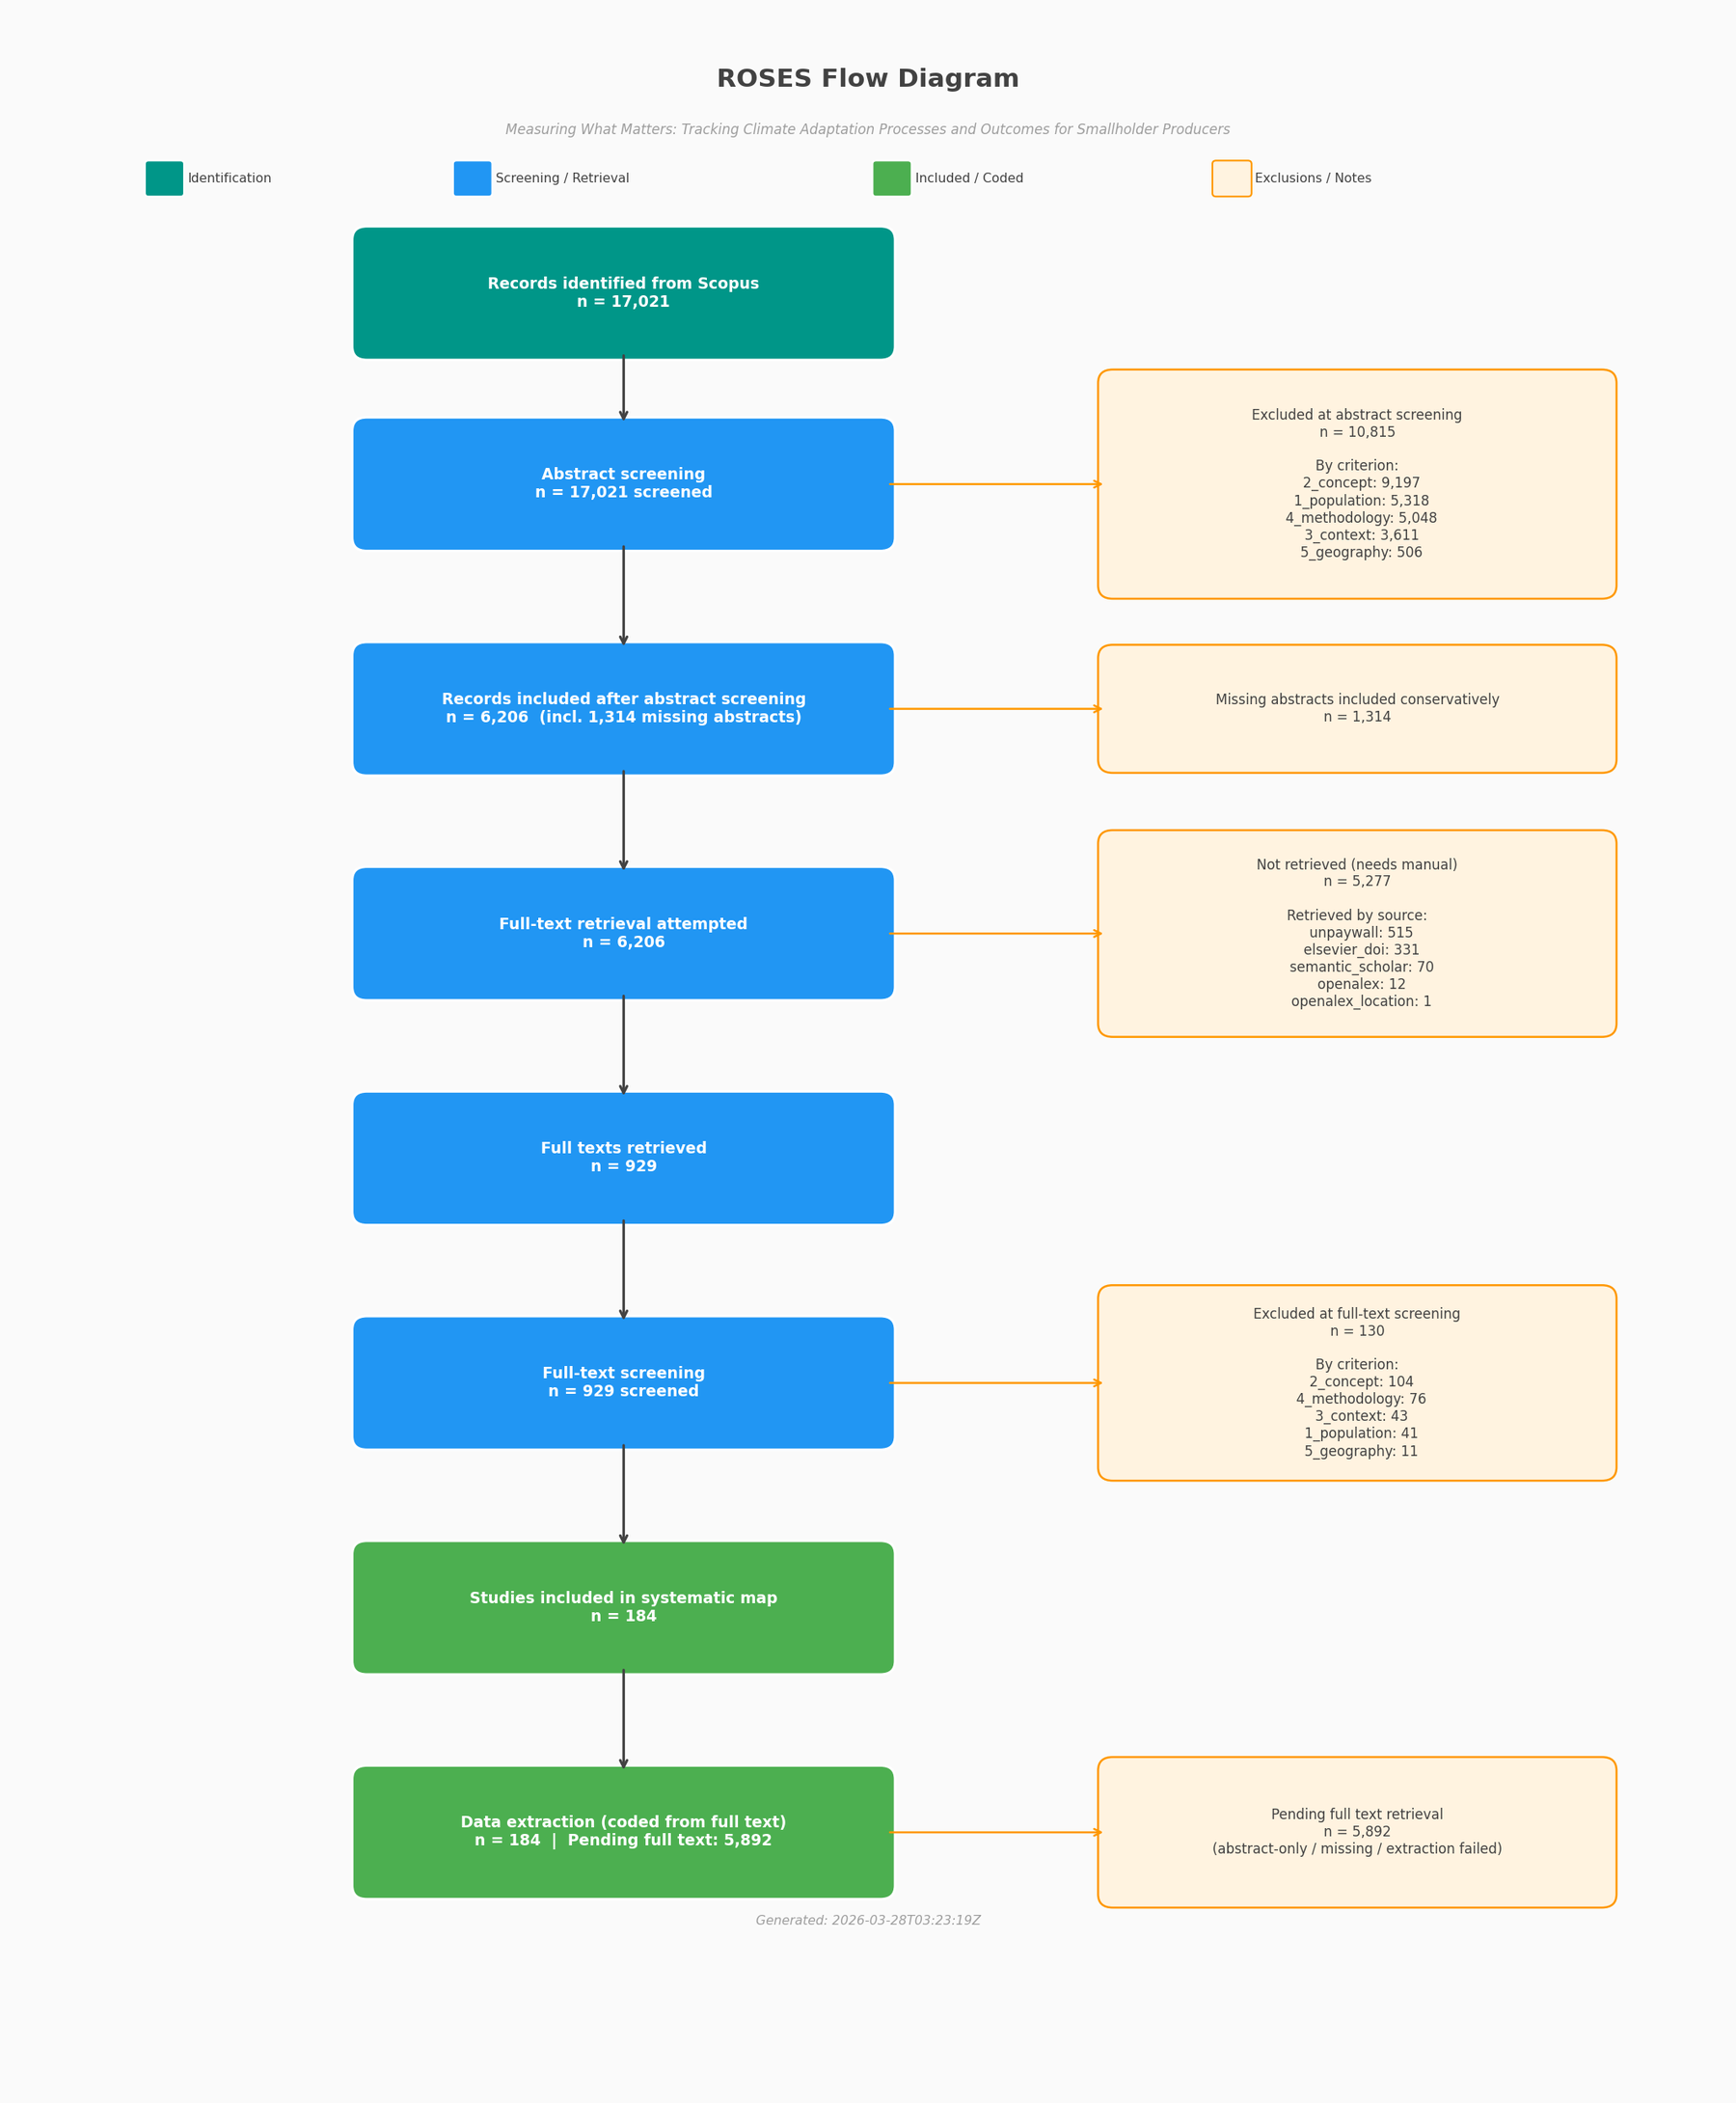 ROSES Flow Diagram
Measuring What Matters: Tracking Climate Adaptation Processes and Outcomes for Smallholder Producers
Identification
Screening / Retrieval
Included / Coded
Exclusions / Notes
Records identified from Scopus
n = 17,021
Abstract screening
n = 17,021 screened
Excluded at abstract screening
n = 10,815
By criterion:
2_concept: 9,197
1_population: 5,318
4_methodology: 5,048
3_context: 3,611
5_geography: 506
Records included after abstract screening
n = 6,206  (incl. 1,314 missing abstracts)
Missing abstracts included conservatively
n = 1,314
Full-text retrieval attempted
n = 6,206
Not retrieved (needs manual)
n = 5,277
Retrieved by source:
unpaywall: 515
elsevier_doi: 331
semantic_scholar: 70
openalex: 12
openalex_location: 1
Full texts retrieved
n = 929
Full-text screening
n = 929 screened
Excluded at full-text screening
n = 130
By criterion:
2_concept: 104
4_methodology: 76
3_context: 43
1_population: 41
5_geography: 11
Studies included in systematic map
n = 184
Data extraction (coded from full text)
n = 184  |  Pending full text: 5,892
Pending full text retrieval
n = 5,892
(abstract-only / missing / extraction failed)
Generated: 2026-03-28T03:23:19Z